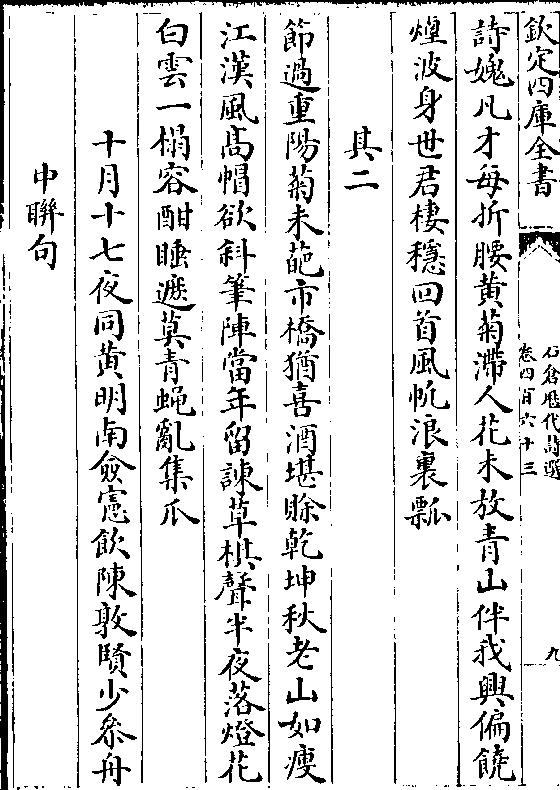 欽定四庫全書
石倉歷代詩選
卷四百六十三
九
詩媿凡才每折腰黄菊滯人花未放青山伴我興偏饒
煙波身世君棲穩回首風帆浪裏瓢
其二
節過重陽菊未葩市橋猶喜酒堪賖乾坤秋老山如瘦
江漢風髙帽欲斜筆陣當年留諫草棋聲半夜落燈花
白雲一榻容酣睡遮莫青蝇亂集瓜
十月十七夜同黄明南僉憲飲陳敦賢少叅舟
中聯句